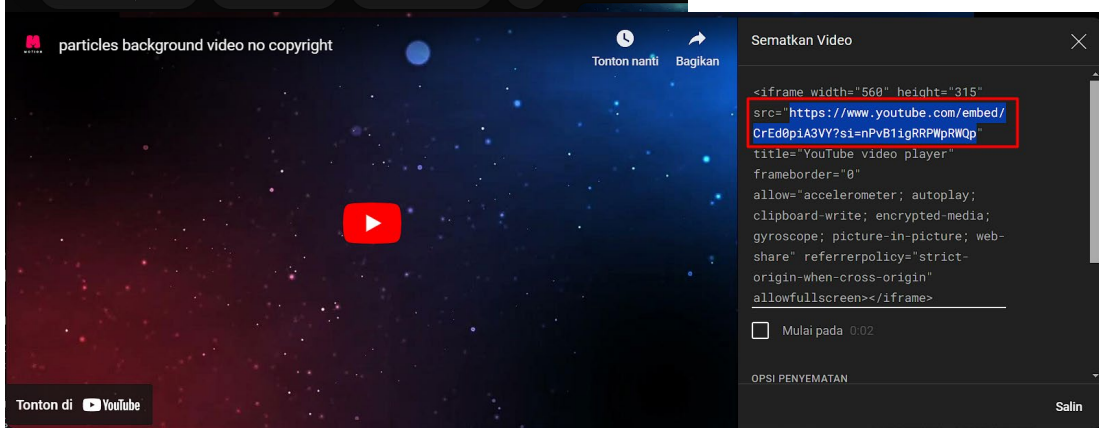 MOTION
particles background video no copyright
Tonton nanti
Bagikan
Tonton di YouTube
Sematkan Video
<iframe width="560" height="315"
src="https://www.youtube.com/embed/
CrEd0piA3VY?si=nPvB1igRRPWpRWQp"
title="YouTube video player"
frameborder="0"
allow="accelerometer; autoplay;
clipboard-write; encrypted-media;
gyroscope; picture-in-picture; web-
share" referrerpolicy="strict-
origin-when-cross-origin"
allowfullscreen></iframe>
Mulai pada 0:02
OPSI PENYEMATAN
Salin